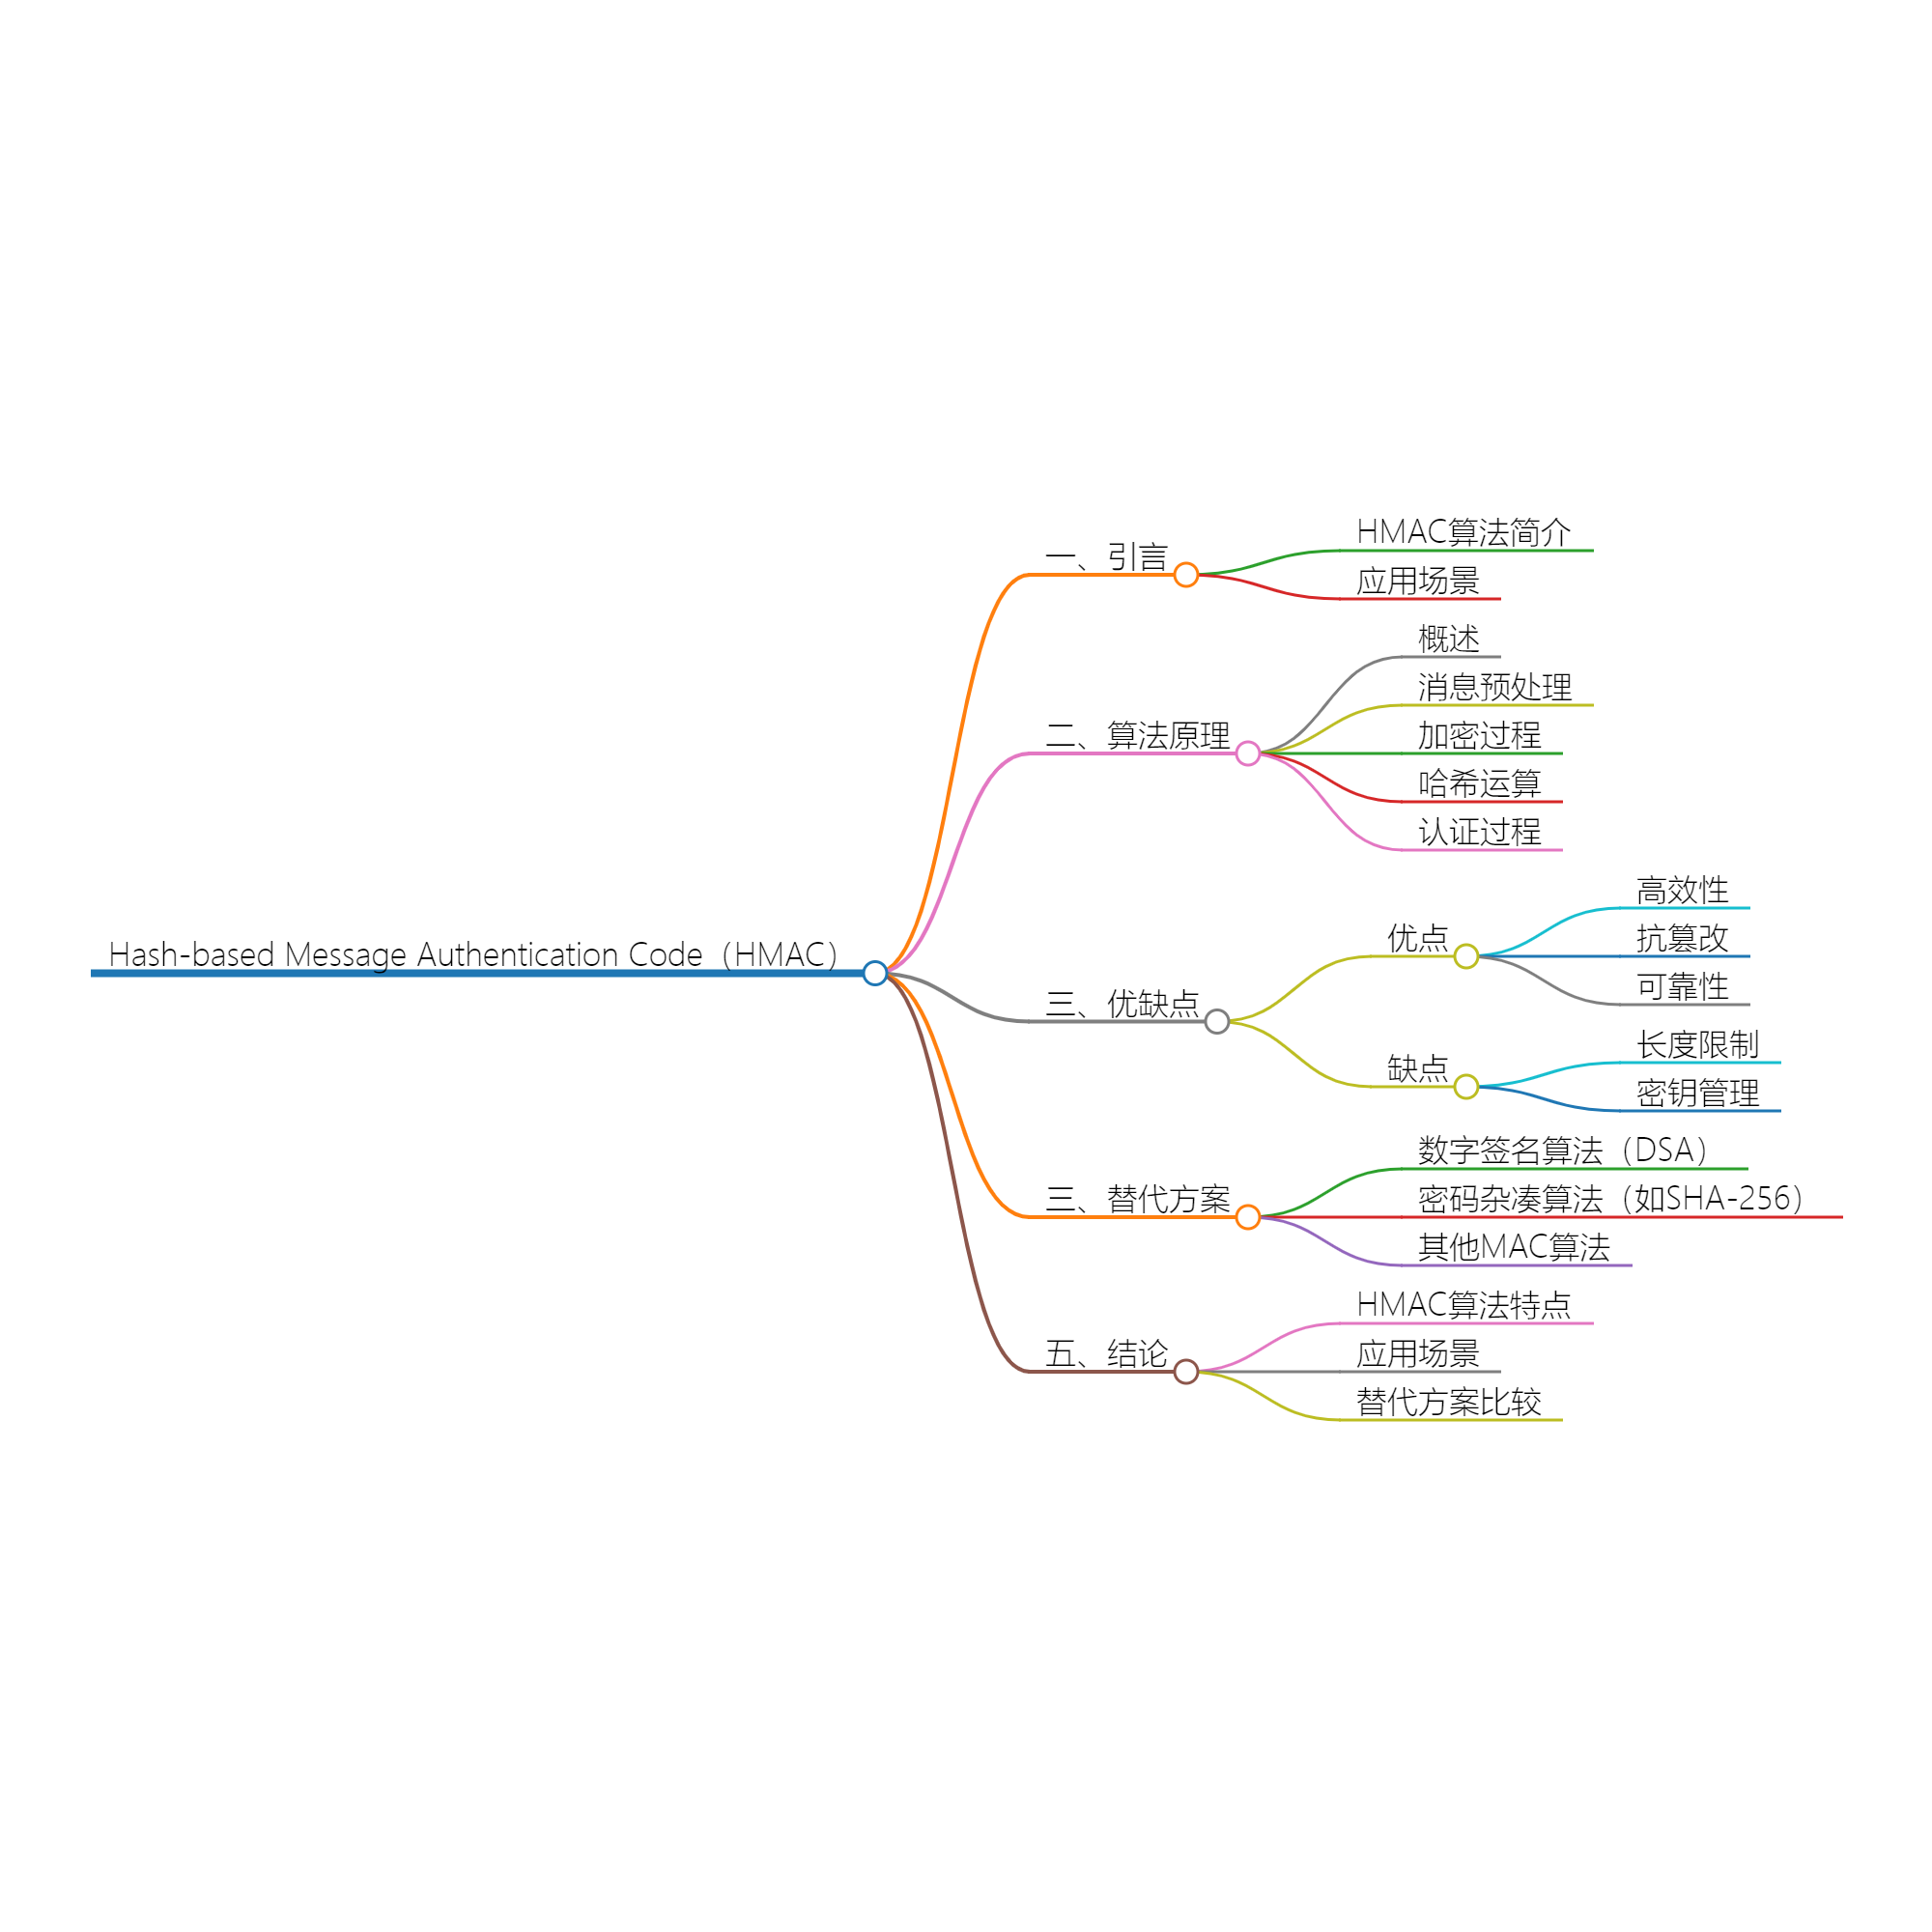 Hash-based Message Authentication Code（HMAC）
一、引言
HMAC算法简介
应用场景
二、算法原理
概述
消息预处理
加密过程
哈希运算
认证过程
三、优缺点
优点
高效性
抗篡改
可靠性
缺点
长度限制
密钥管理
三、替代方案
数字签名算法（DSA）
密码杂凑算法（如SHA-256）
其他MAC算法
五、结论
HMAC算法特点
应用场景
替代方案比较